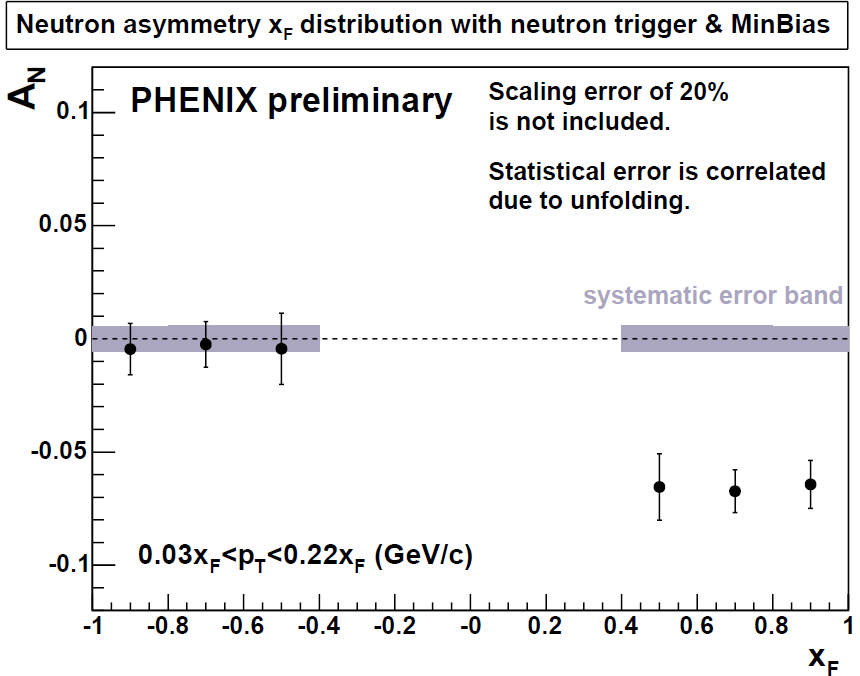 Neutron asymmetry x_F distribution with neutron trigger & MinBias
A_N
PHENIX preliminary
Scaling error of 20%
is not included.
Statistical error is correlated
due to unfolding.
systematic error band
0.1
0.05
0
-0.05
-0.1
0.03x_F<p_T<0.22x_F (GeV/c)
-1 -0.8 -0.6 -0.4 -0.2 -0 0.2 0.4 0.6 0.8 1
x_F